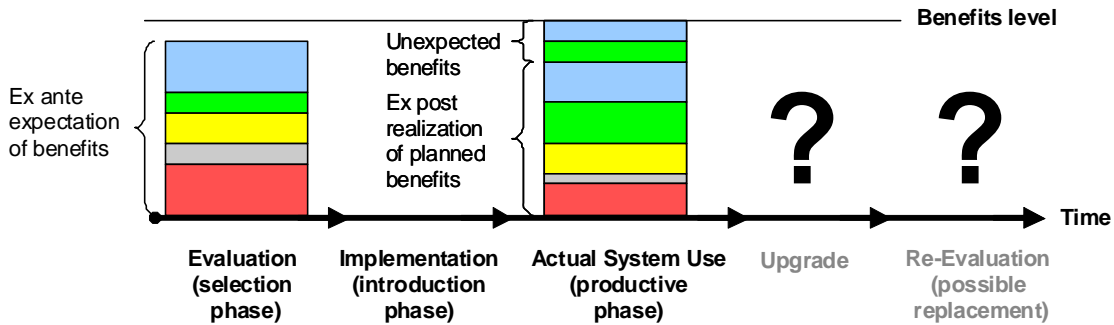 Benefits level
Unexpected
benefits
Ex ante
expectation
of benefits
Ex post
realization
of planned
benefits
?
?
Time
Evaluation
(selection
phase)
Implementation
(introduction
phase)
Actual System Use
(productive
phase)
Upgrade
Re-Evaluation
(possible
replacement)